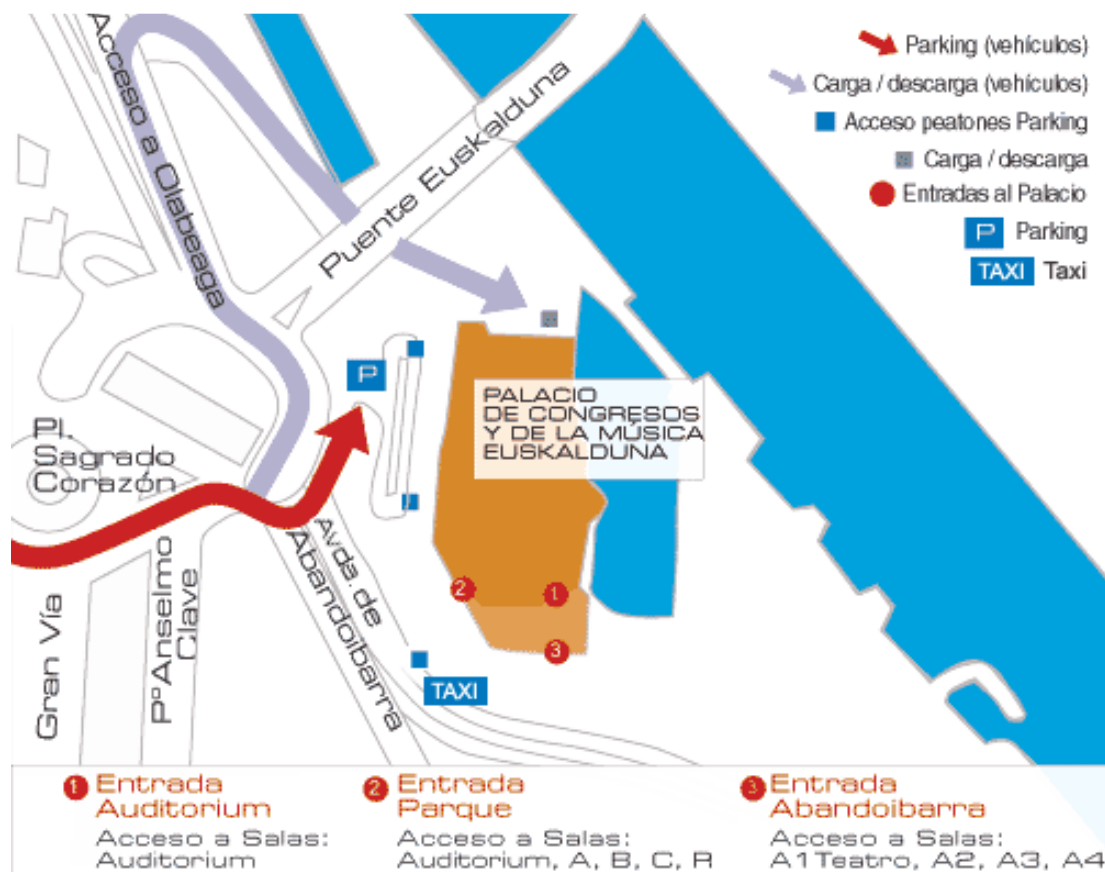 Parking (vehículos)
Carga / descarga (vehículos)
Acceso peatones Parking
Carga / descarga
Entradas al Palacio
P Parking
TAXI Taxi
Acceso a Olabeaga
Puente Euskalduna
P
PALACIO
DE CONGRESOS
Y DE LA MÚSICA
EUSKALDUNA
Pl.
Sagrado
Corazón
Avda. de
Abandoibarra
Gran Vía
Pº Anselmo
Clave
2
1
3
TAXI
1 Entrada
Auditorium
Acceso a Salas:
Auditorium
2 Entrada
Parque
Acceso a Salas:
Auditorium, A, B, C, R
3 Entrada
Abandoibarra
Acceso a Salas:
A1 Teatro, A2, A3, A4